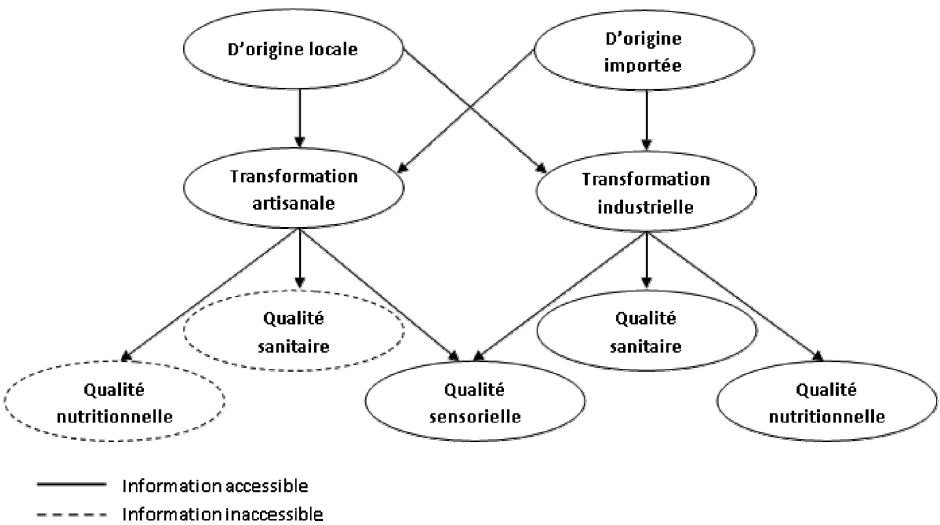 D'origine locale
D'origine
importée
Transformation
artisanale
Transformation
industrielle
Qualité
sanitaire
Qualité
sanitaire
Qualité
nutritionnelle
Qualité
sensorielle
Qualité
nutritionnelle
Information accessible
Information inaccessible